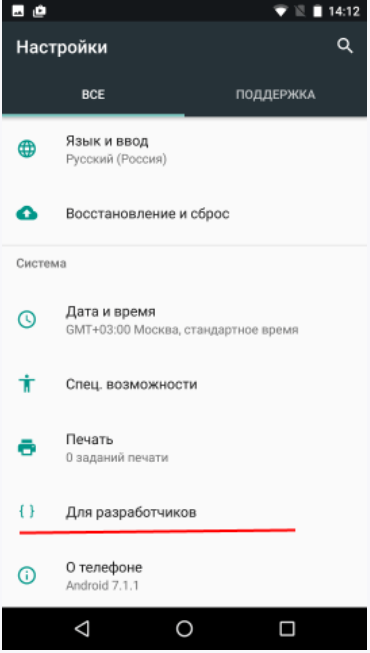 14:12
Настройки
ВСЕ ПОДДЕРЖКА
Язык и ввод
Русский (Россия)
Восстановление и сброс
Система
Дата и время
GMT+03:00 Москва, стандартное время
Спец. возможности
Печать
0 заданий печати
{ } Для разработчиков
О телефоне
Android 7.1.1